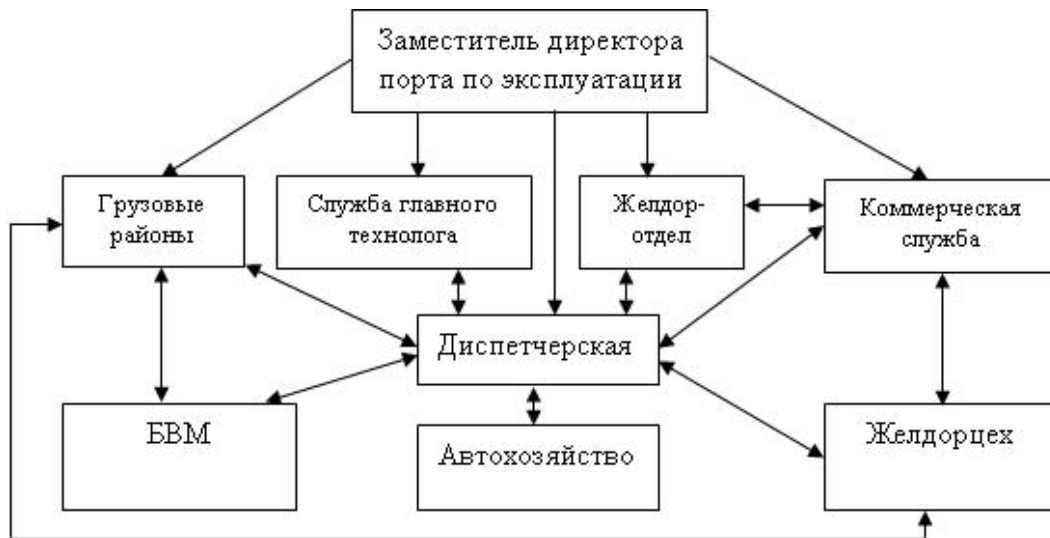 Заместитель директора
порта по эксплуатации
Грузовые
районы
Служба главного
технолога
Желдор-
отдел
Коммерческая
служба
Диспетчерская
БВМ
Автохозяйство
Желдорцех